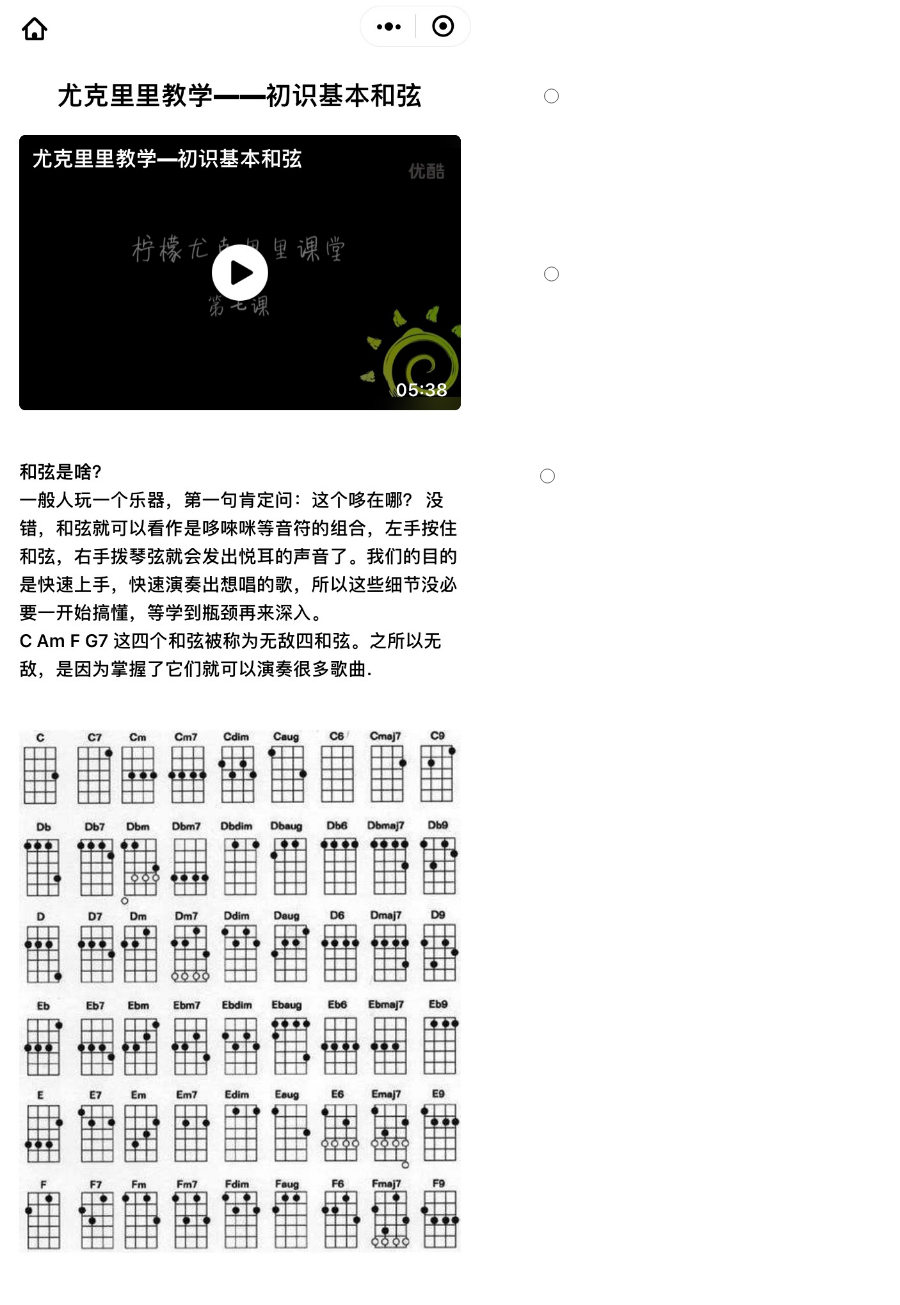 尤克里里教学——初识基本和弦
尤克里里教学—初识基本和弦
优酷
柠檬尤克里里课堂
第七课
05:38
和弦是啥？
一般人玩一个乐器，第一句肯定问：这个哆在哪？ 没
错，和弦就可以看作是哆唻咪等音符的组合，左手按住
和弦，右手拨琴弦就会发出悦耳的声音了。我们的目的
是快速上手，快速演奏出想唱的歌，所以这些细节没必
要一开始搞懂，等学到瓶颈再来深入。
C Am F G7 这四个和弦被称为无敌四和弦。之所以无
敌，是因为掌握了它们就可以演奏很多歌曲.
C C7 Cm Cm7 Cdim Caug C6 Cmaj7 C9
Db Db7 Dbm Dbm7 Dbdim Dbaug Db6 Dbmaj7 Db9
D D7 Dm Dm7 Ddim Daug D6 Dmaj7 D9
Eb Eb7 Ebm Ebm7 Ebdim Ebaug Eb6 Ebmaj7 Eb9
E E7 Em Em7 Edim Eaug E6 Emaj7 E9
F F7 Fm Fm7 Fdim Faug F6 Fmaj7 F9